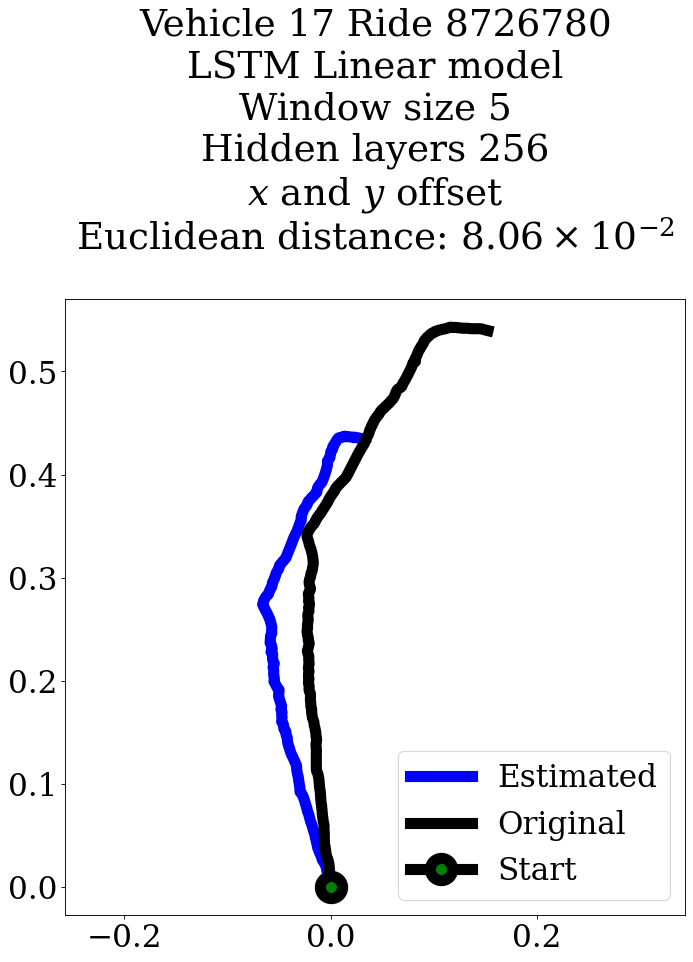 Vehicle 17 Ride 8726780
LSTM Linear model
Window size 5
Hidden layers 256
x and y offset
Euclidean distance: 8.06 × 10⁻²
0.5
0.4
0.3
0.2
0.1
0.0
−0.2
0.0
0.2
Estimated
Original
Start